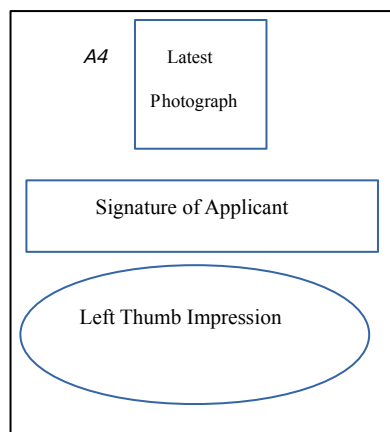 A4
Latest
Photograph
Signature of Applicant
Left Thumb Impression